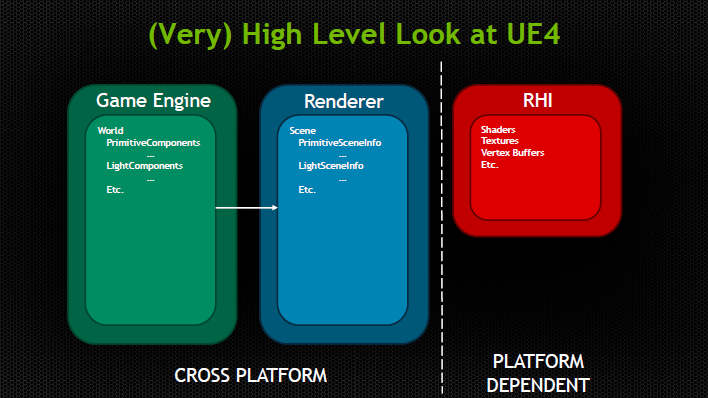 (Very) High Level Look at UE4
Game Engine
World
PrimitiveComponents
...
LightComponents
...
Etc.
Renderer
Scene
PrimitiveSceneInfo
...
LightSceneInfo
...
Etc.
RHI
Shaders
Textures
Vertex Buffers
Etc.
CROSS PLATFORM
PLATFORM
DEPENDENT